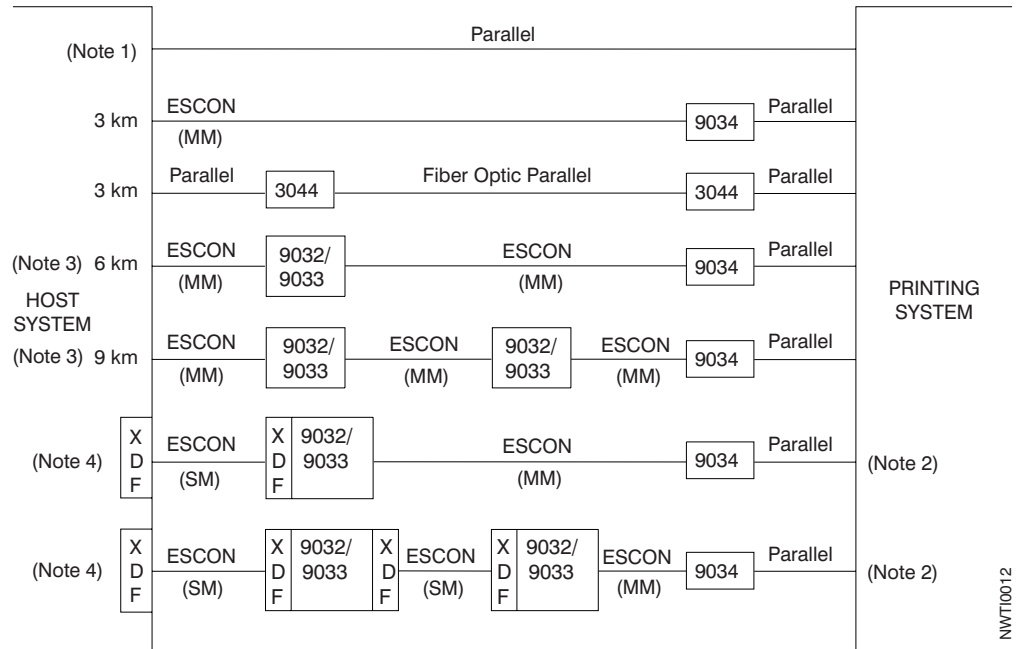 Parallel
(Note 1)
ESCON
Parallel
3 km
9034
(MM)
Parallel
Fiber Optic Parallel
Parallel
3 km
3044
3044
ESCON
9032/
9033
ESCON
Parallel
(Note 3) 6 km
9034
(MM)
(MM)
HOST
SYSTEM
PRINTING
SYSTEM
ESCON
9032/
9033
ESCON
9032/
9033
ESCON
Parallel
(Note 3) 9 km
9034
(MM)
(MM)
(MM)
X
D
F
ESCON
X
D
F
9032/
9033
ESCON
Parallel
(Note 4)
9034
(Note 2)
(SM)
(MM)
X
D
F
ESCON
X
D
F
9032/
9033
X
D
F
ESCON
X
D
F
9032/
9033
ESCON
Parallel
(Note 4)
9034
(Note 2)
(SM)
(SM)
(MM)
NWTI0012